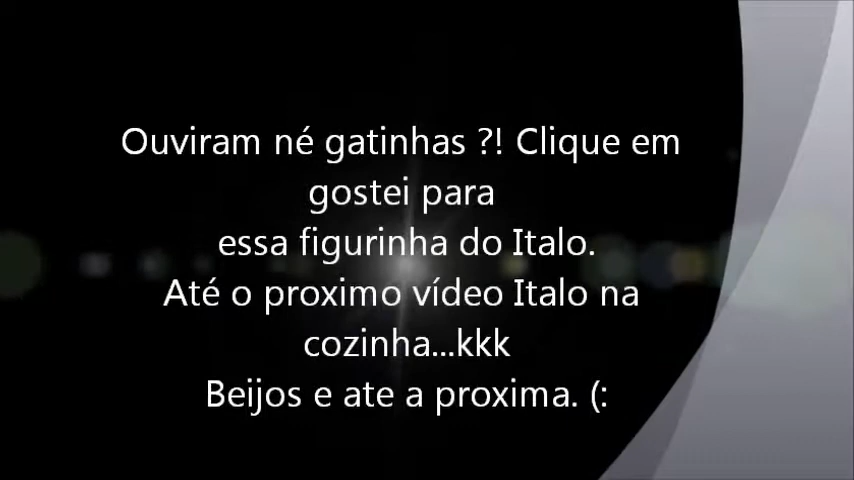 Ouviram né gatinhas ?! Clique em
gostei para
essa figurinha do Italo.
Até o proximo vídeo Italo na
cozinha...kkk
Beijos e ate a proxima. (: